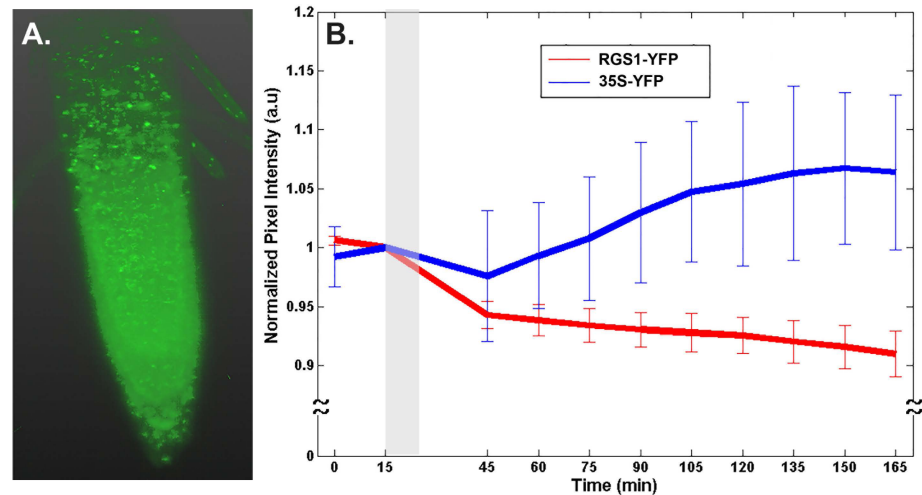 A.
B.
RGS1-YFP
35S-YFP
Normalized Pixel Intensity (a.u)
1.2
1.15
1.1
1.05
1
0.95
0.9
0
0 15 45 60 75 90 105 120 135 150 165
Time (min)